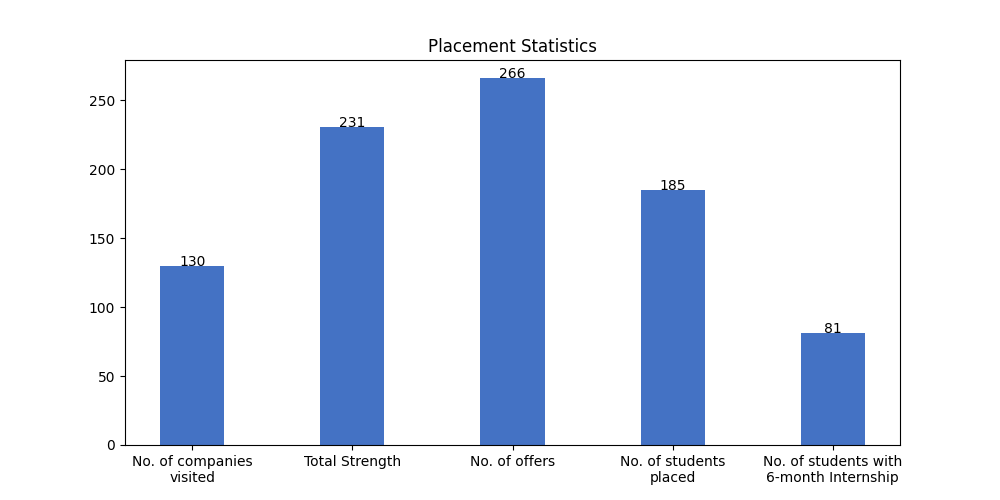 Placement Statistics
266
250
231
200
185
150
130
100
81
50
0
No. of companies
visited
Total Strength
No. of offers
No. of students
placed
No. of students with
6-month Internship